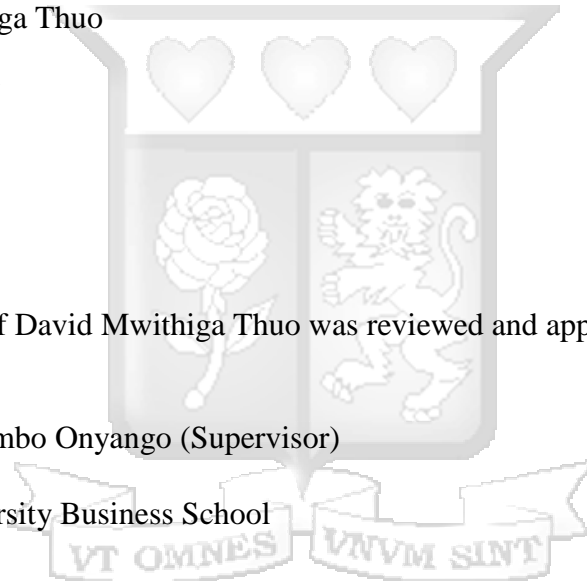 ga Thuo
f David Mwithiga Thuo was reviewed and app
mbo Onyango (Supervisor)
rsity Business School
VT OMNES VNVM SINT